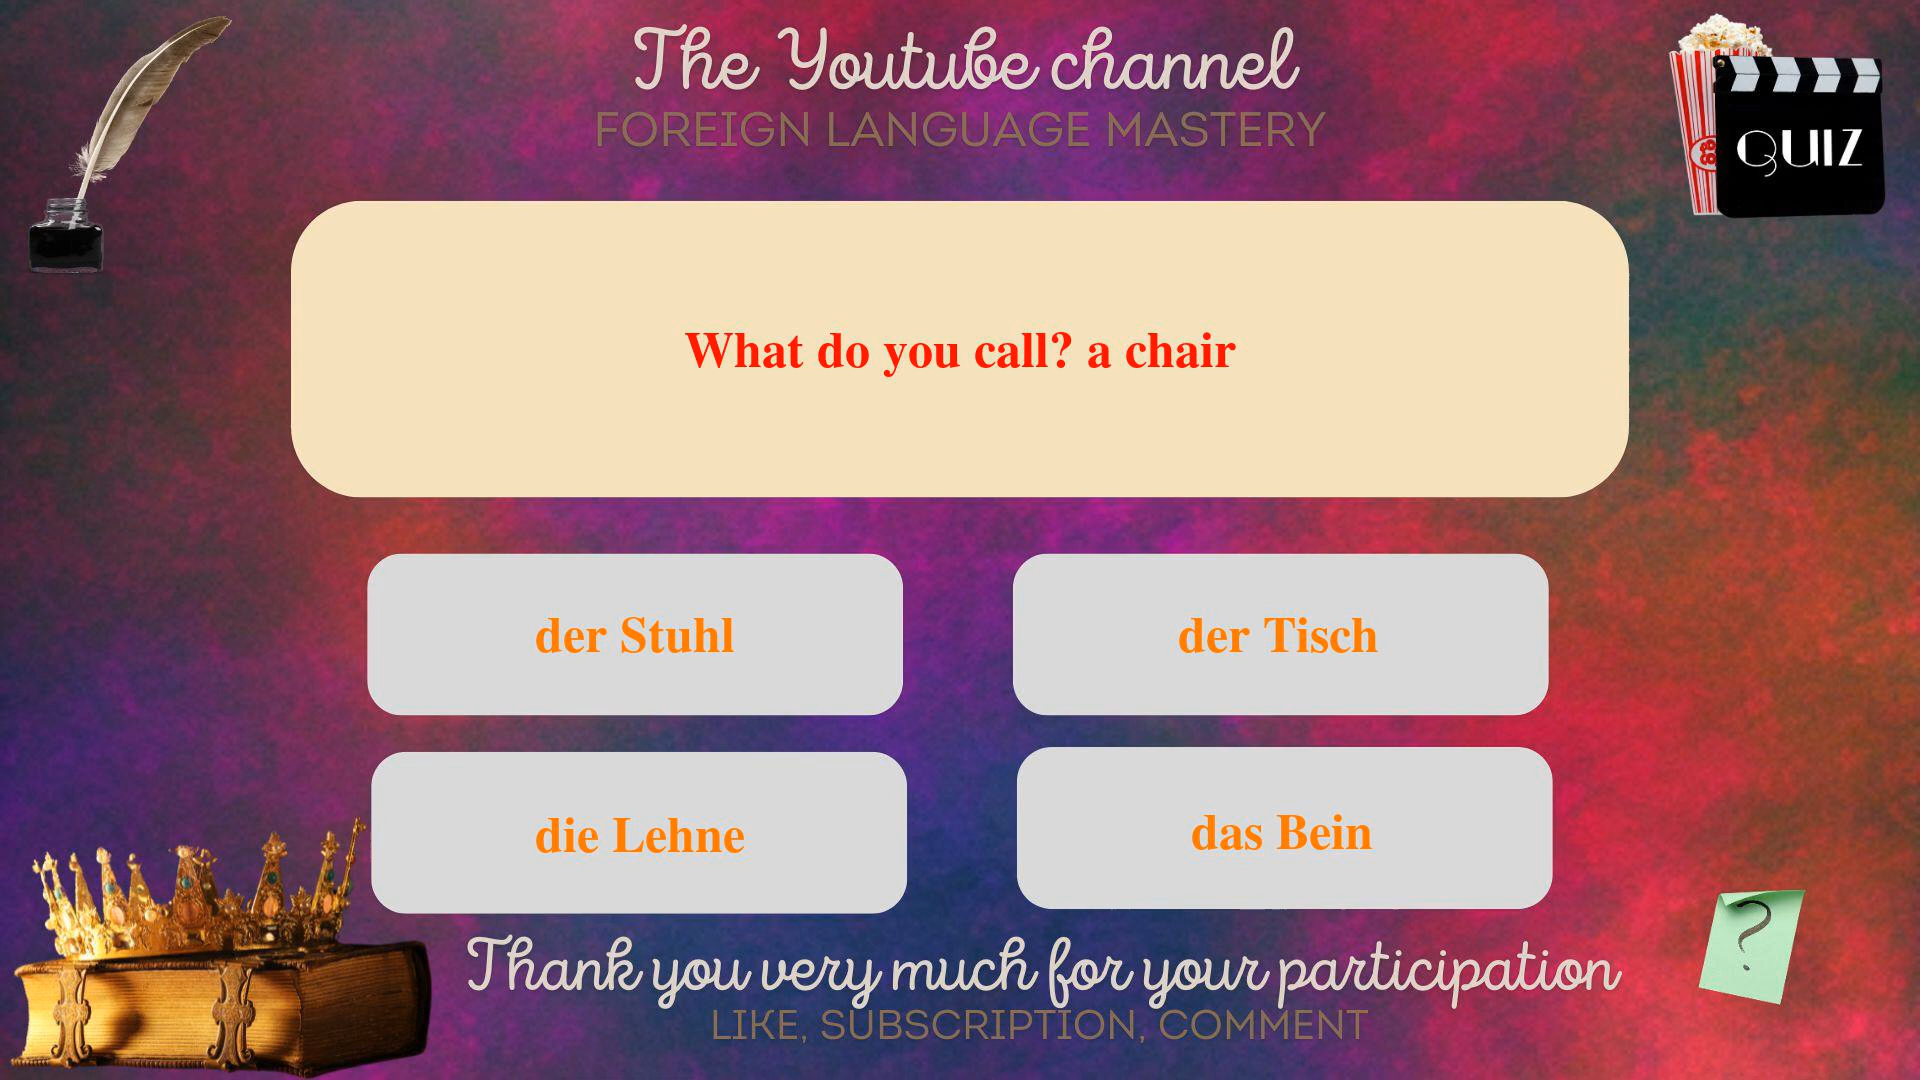 The Youtube channel
FOREIGN LANGUAGE MASTERY
QUIZ
What do you call? a chair
der Stuhl
der Tisch
die Lehne
das Bein
?
Thank you very much for your participation
LIKE, SUBSCRIPTION, COMMENT